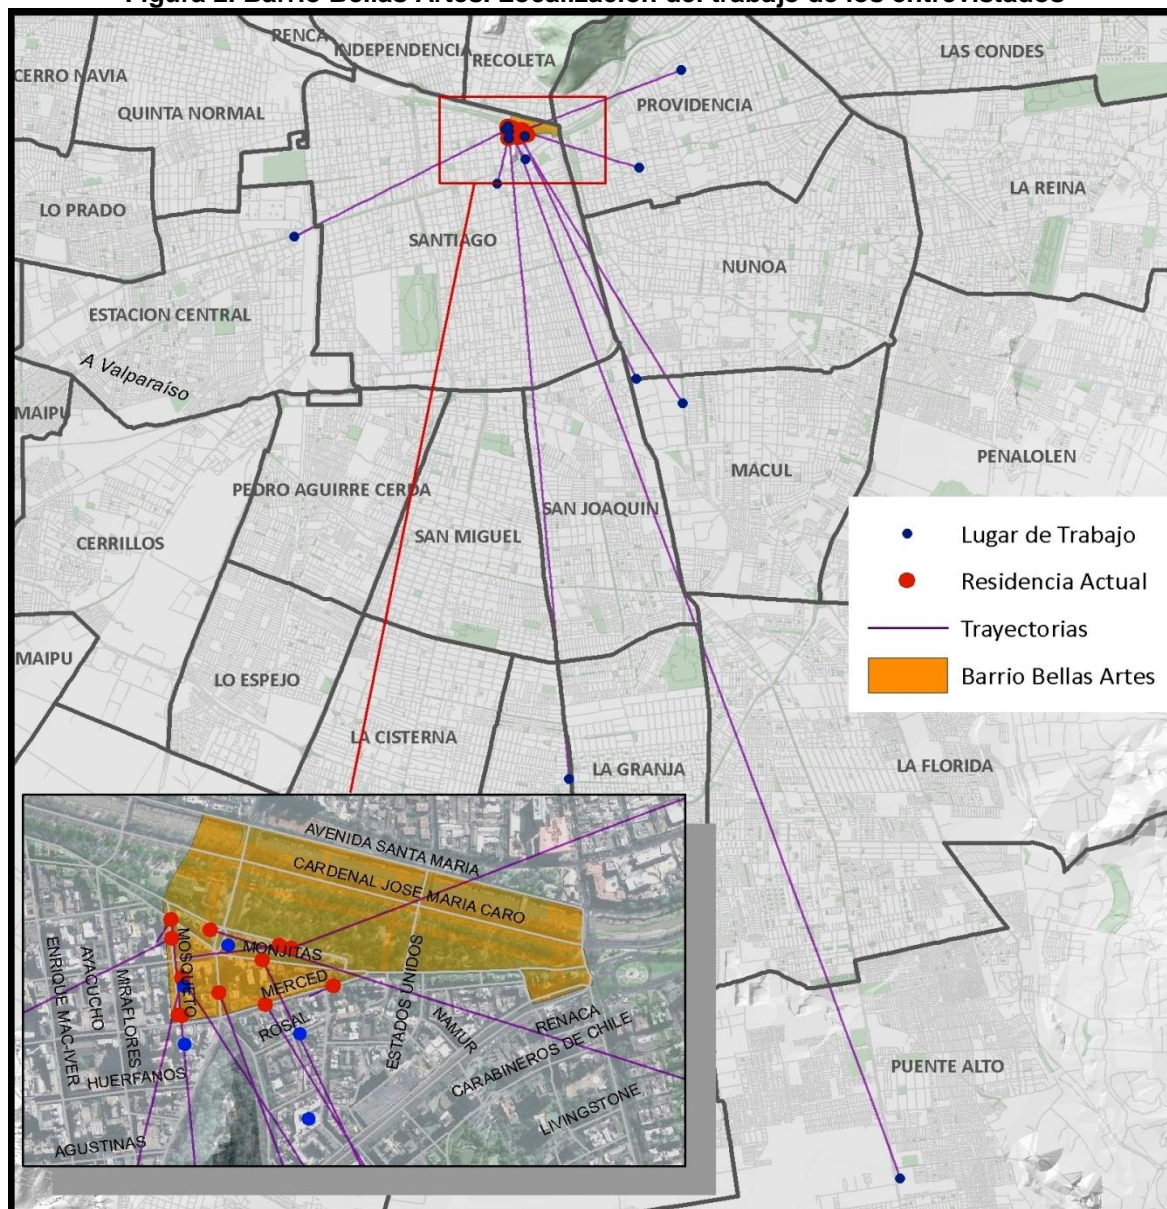 Figura 2. Barrio Bellas Artes. Localización del trabajo de los entrevistados
RENCA
INDEPENDENCIA
RECOLETA
LAS CONDES
CERRO NAVIA
QUINTA NORMAL
PROVIDENCIA
LO PRADO
LA REINA
SANTIAGO
NUNOA
ESTACION CENTRAL
A Valparaíso
MAIPU
PEDRO AGUIRRE CERDA
SAN MIGUEL
SAN JOAQUIN
MACUL
PENALOLEN
CERRILLOS
Lugar de Trabajo
Residencia Actual
Trayectorias
Barrio Bellas Artes
MAIPU
LO ESPEJO
LA CISTERNA
LA GRANJA
LA FLORIDA
PUENTE ALTO
AVENIDA SANTA MARIA
CARDENAL JOSE MARIA CARO
MONJITAS
MERCED
MOSQUETO
ENRIQUE MAC-IVER
AYACUCHO
MIRAFLORES
ROSAL
ESTADOS UNIDOS
NAMUR
RENACA
CARABINEROS DE CHILE
LIVINGSTONE
HUERFANOS
AGUSTINAS